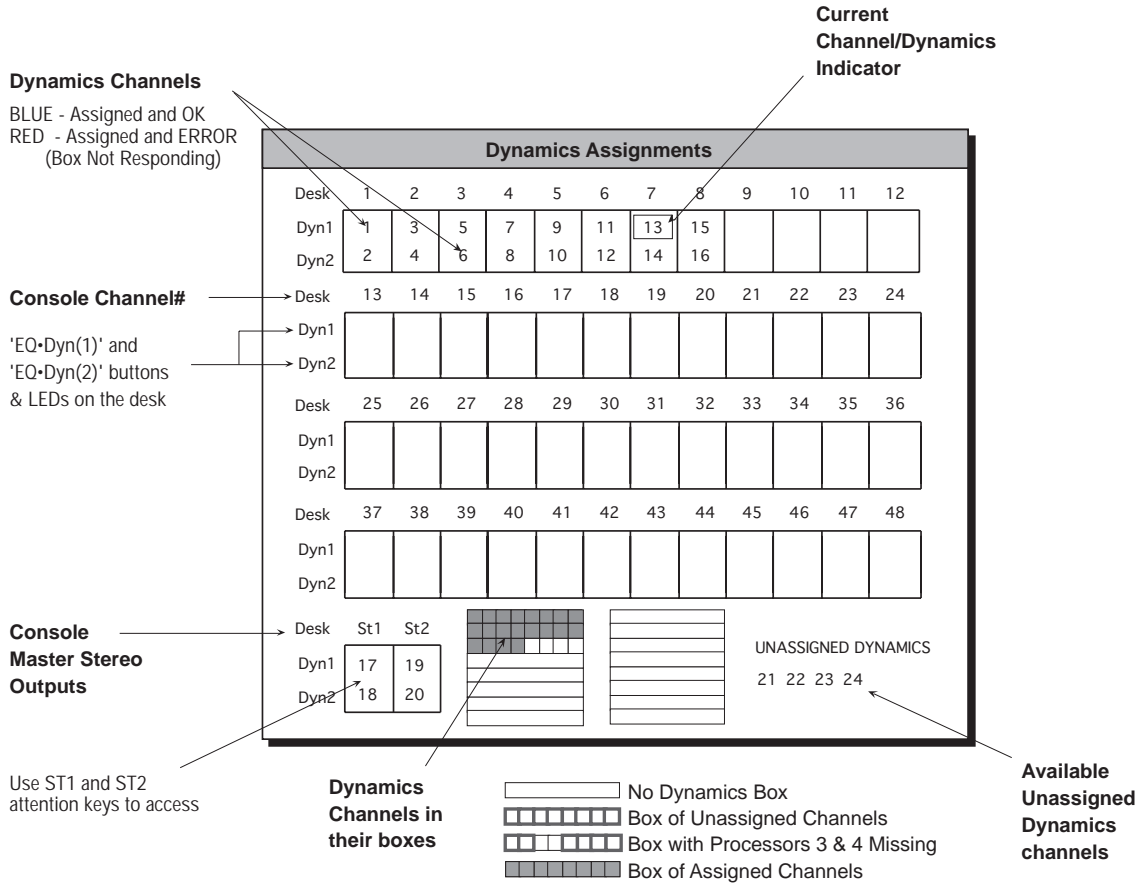 Current
Channel/Dynamics
Indicator
Dynamics Channels
BLUE - Assigned and OK
RED - Assigned and ERROR
(Box Not Responding)
Dynamics Assignments
Desk 1 2 3 4 5 6 7 8 9 10 11 12
Dyn1 1 3 5 7 9 11 13 15
Dyn2 2 4 6 8 10 12 14 16
Console Channel#
Desk 13 14 15 16 17 18 19 20 21 22 23 24
'EQ•Dyn(1)' and
'EQ•Dyn(2)' buttons
& LEDs on the desk
Dyn1
Dyn2
Desk 25 26 27 28 29 30 31 32 33 34 35 36
Dyn1
Dyn2
Desk 37 38 39 40 41 42 43 44 45 46 47 48
Dyn1
Dyn2
Console
Master Stereo
Outputs
Desk St1 St2
Dyn1 17 19
Dyn2 18 20
UNASSIGNED DYNAMICS
21 22 23 24
Use ST1 and ST2
attention keys to access
Dynamics
Channels in
their boxes
No Dynamics Box
Box of Unassigned Channels
Box with Processors 3 & 4 Missing
Box of Assigned Channels
Available
Unassigned
Dynamics
channels